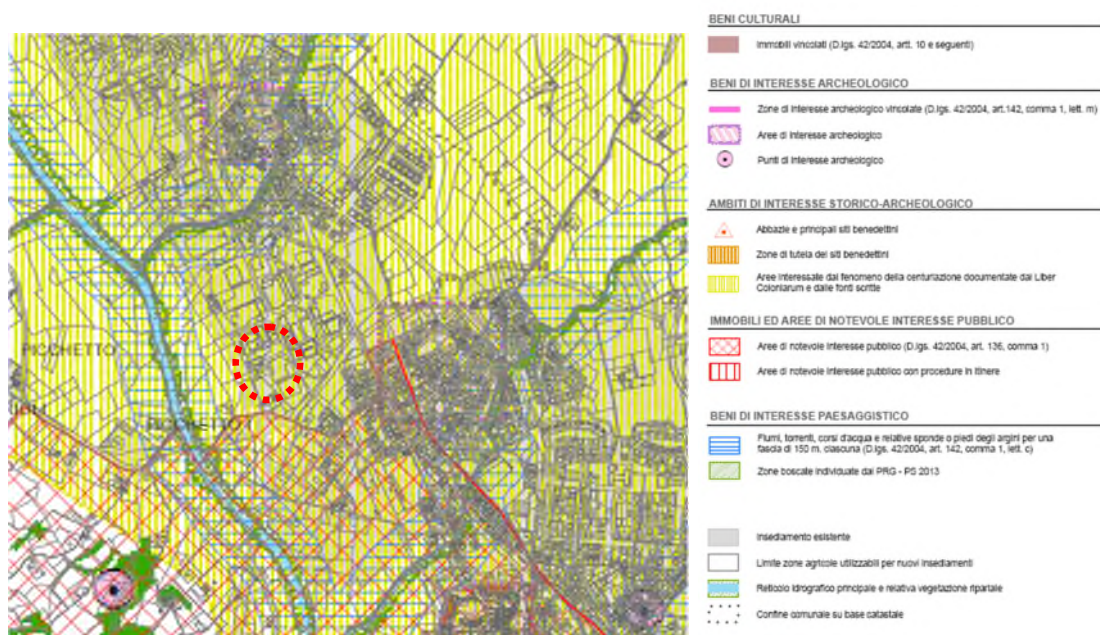 PICCHETTO
BENI CULTURALI
Immobili vincolati (D.lgs. 42/2004, artt. 10 e seguenti)
BENI DI INTERESSE ARCHEOLOGICO
Zone di interesse archeologico vincolate (D.lgs. 42/2004, art.142, comma 1, lett. m)
Aree di interesse archeologico
Punti di interesse archeologico
AMBITI DI INTERESSE STORICO-ARCHEOLOGICO
Abbazie e principali siti benedettini
Zone di tutela dei siti benedettini
Aree interessate dal fenomeno della centuriazione documentate dal Liber
Coloniarum e dalle fonti scritte
IMMOBILI ED AREE DI NOTEVOLE INTERESSE PUBBLICO
Aree di notevole interesse pubblico (D.lgs. 42/2004, art. 136, comma 1)
Aree di notevole interesse pubblico con procedure in itinere
BENI DI INTERESSE PAESAGGISTICO
Fiumi, torrenti, corsi d'acqua e relative sponde o piedi degli argini per una
fascia di 150 m. ciascuna (D.lgs. 42/2004, art. 142, comma 1, lett. c)
Zone boscate individuate dal PRG - PS 2013
Insediamento esistente
Limite zone agricole utilizzabili per nuovi insediamenti
Reticolo idrografico principale e relativa vegetazione ripariale
Confine comunale su base catastale